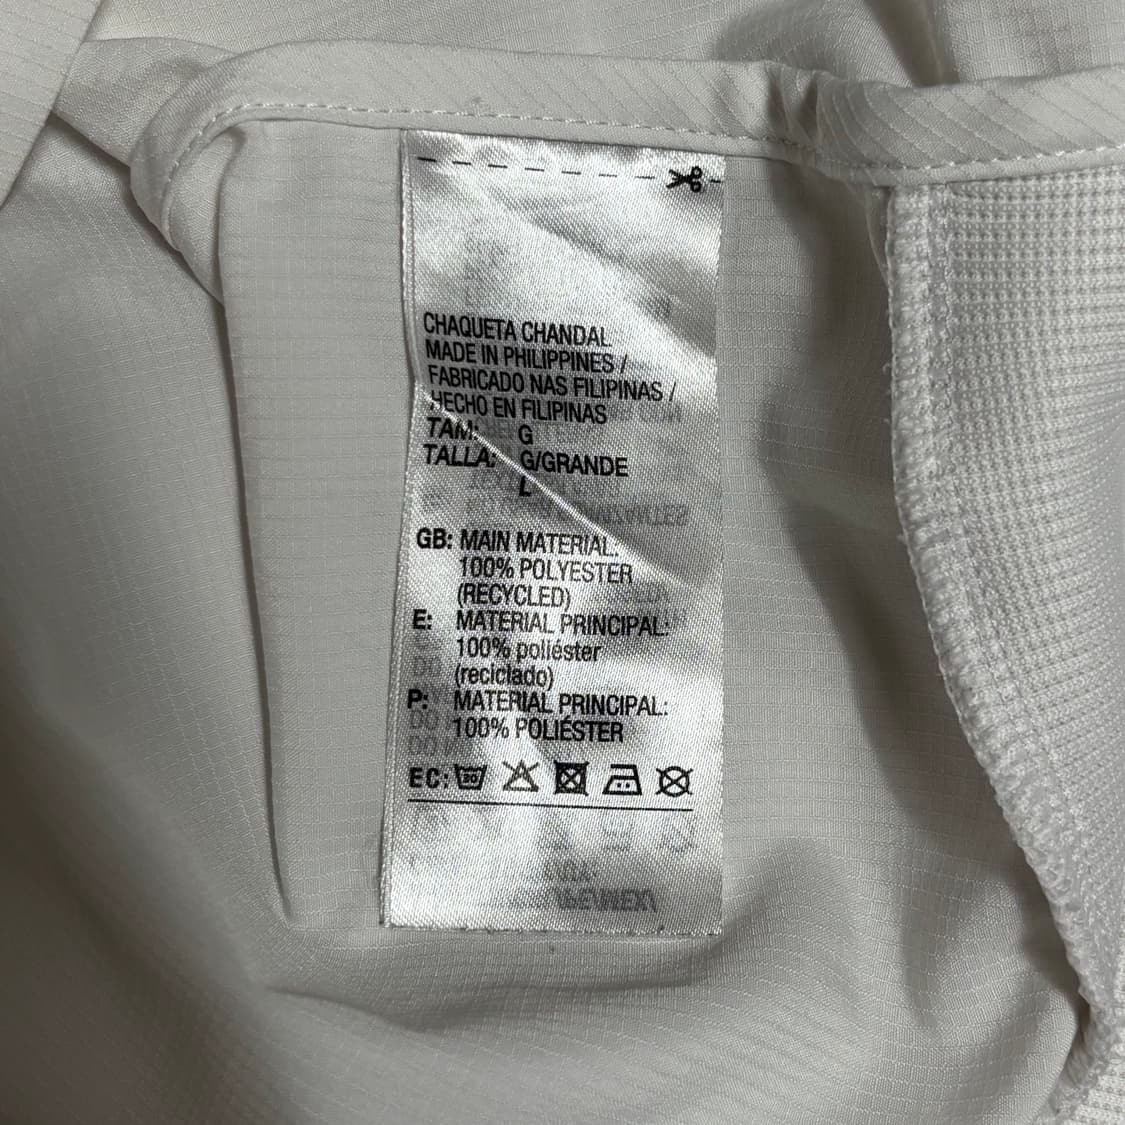 CHAQUETA CHANDAL
MADE IN PHILIPPINES /
FABRICADO NAS FILIPINAS /
HECHO EN FILIPINAS
TAM: G
TALLA: G/GRANDE
L
GB: MAIN MATERIAL:
100% POLYESTER
(RECYCLED)
E: MATERIAL PRINCIPAL:
100% poliéster
(reciclado)
P: MATERIAL PRINCIPAL:
100% POLIÉSTER
EC: 30